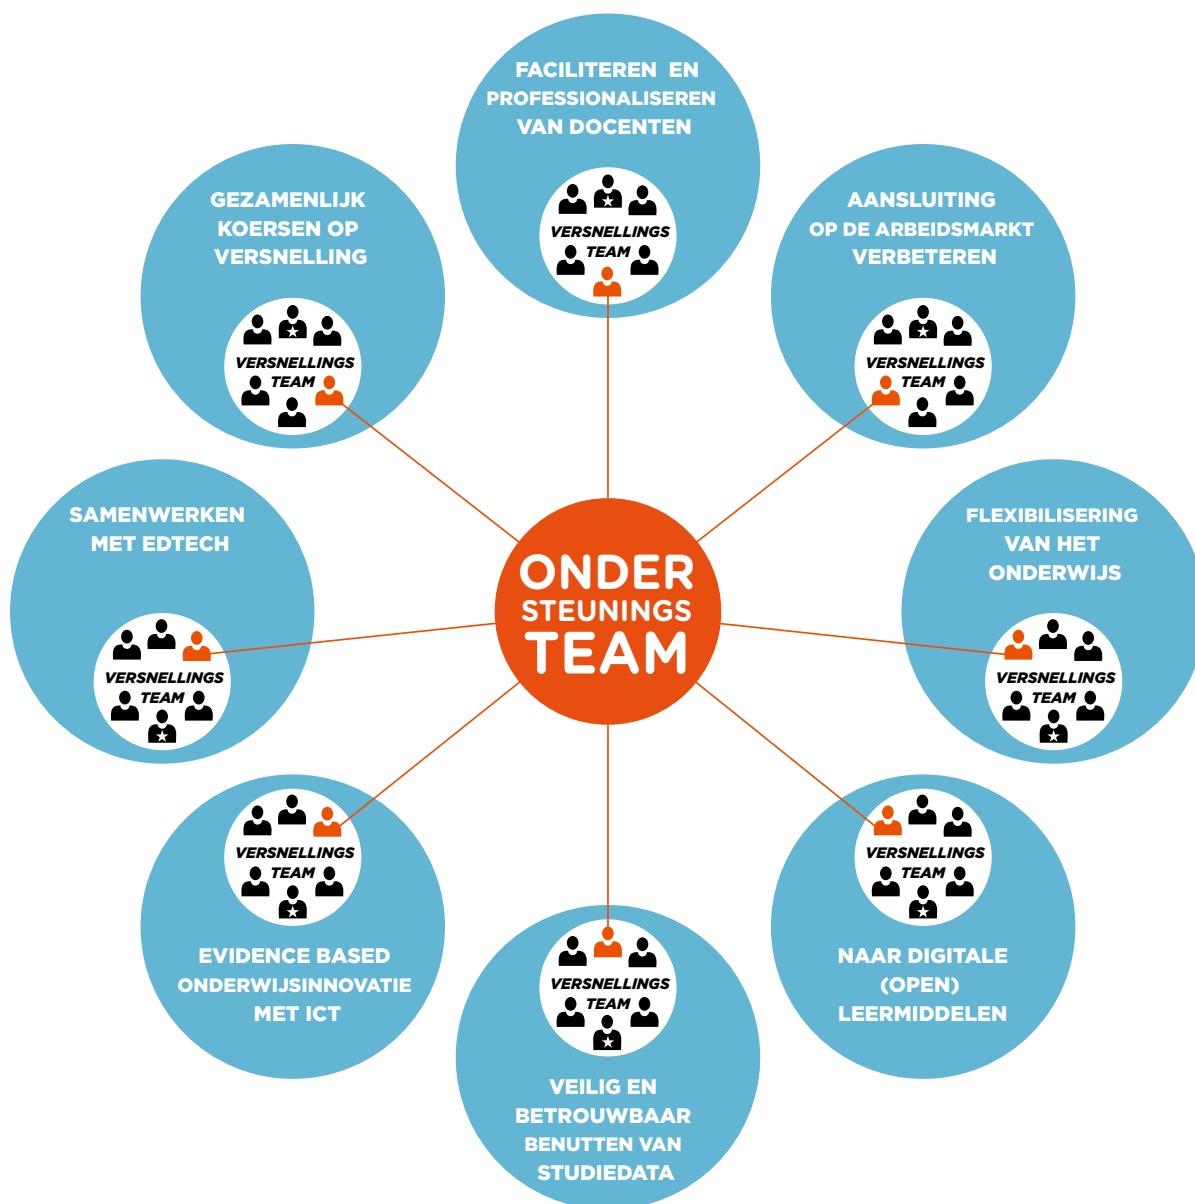 FACILITEREN EN
PROFESSIONALISEREN
VAN DOCENTEN
VERSNELLINGS
TEAM
GEZAMENLIJK
KOERSEN OP
VERSNELLING
VERSNELLINGS
TEAM
AANSLUITING
OP DE ARBEIDSMARKT
VERBETEREN
VERSNELLINGS
TEAM
SAMENWERKEN
MET EDTECH
VERSNELLINGS
TEAM
ONDER
STEUNINGS
TEAM
FLEXIBILISERING
VAN HET
ONDERWIJS
VERSNELLINGS
TEAM
VERSNELLINGS
TEAM
EVIDENCE BASED
ONDERWIJSINNOVATIE
MET ICT
VERSNELLINGS
TEAM
VEILIG EN
BETROUWBAAR
BENUTTEN VAN
STUDIEDATA
VERSNELLINGS
TEAM
NAAR DIGITALE
(OPEN)
LEERMIDDELEN